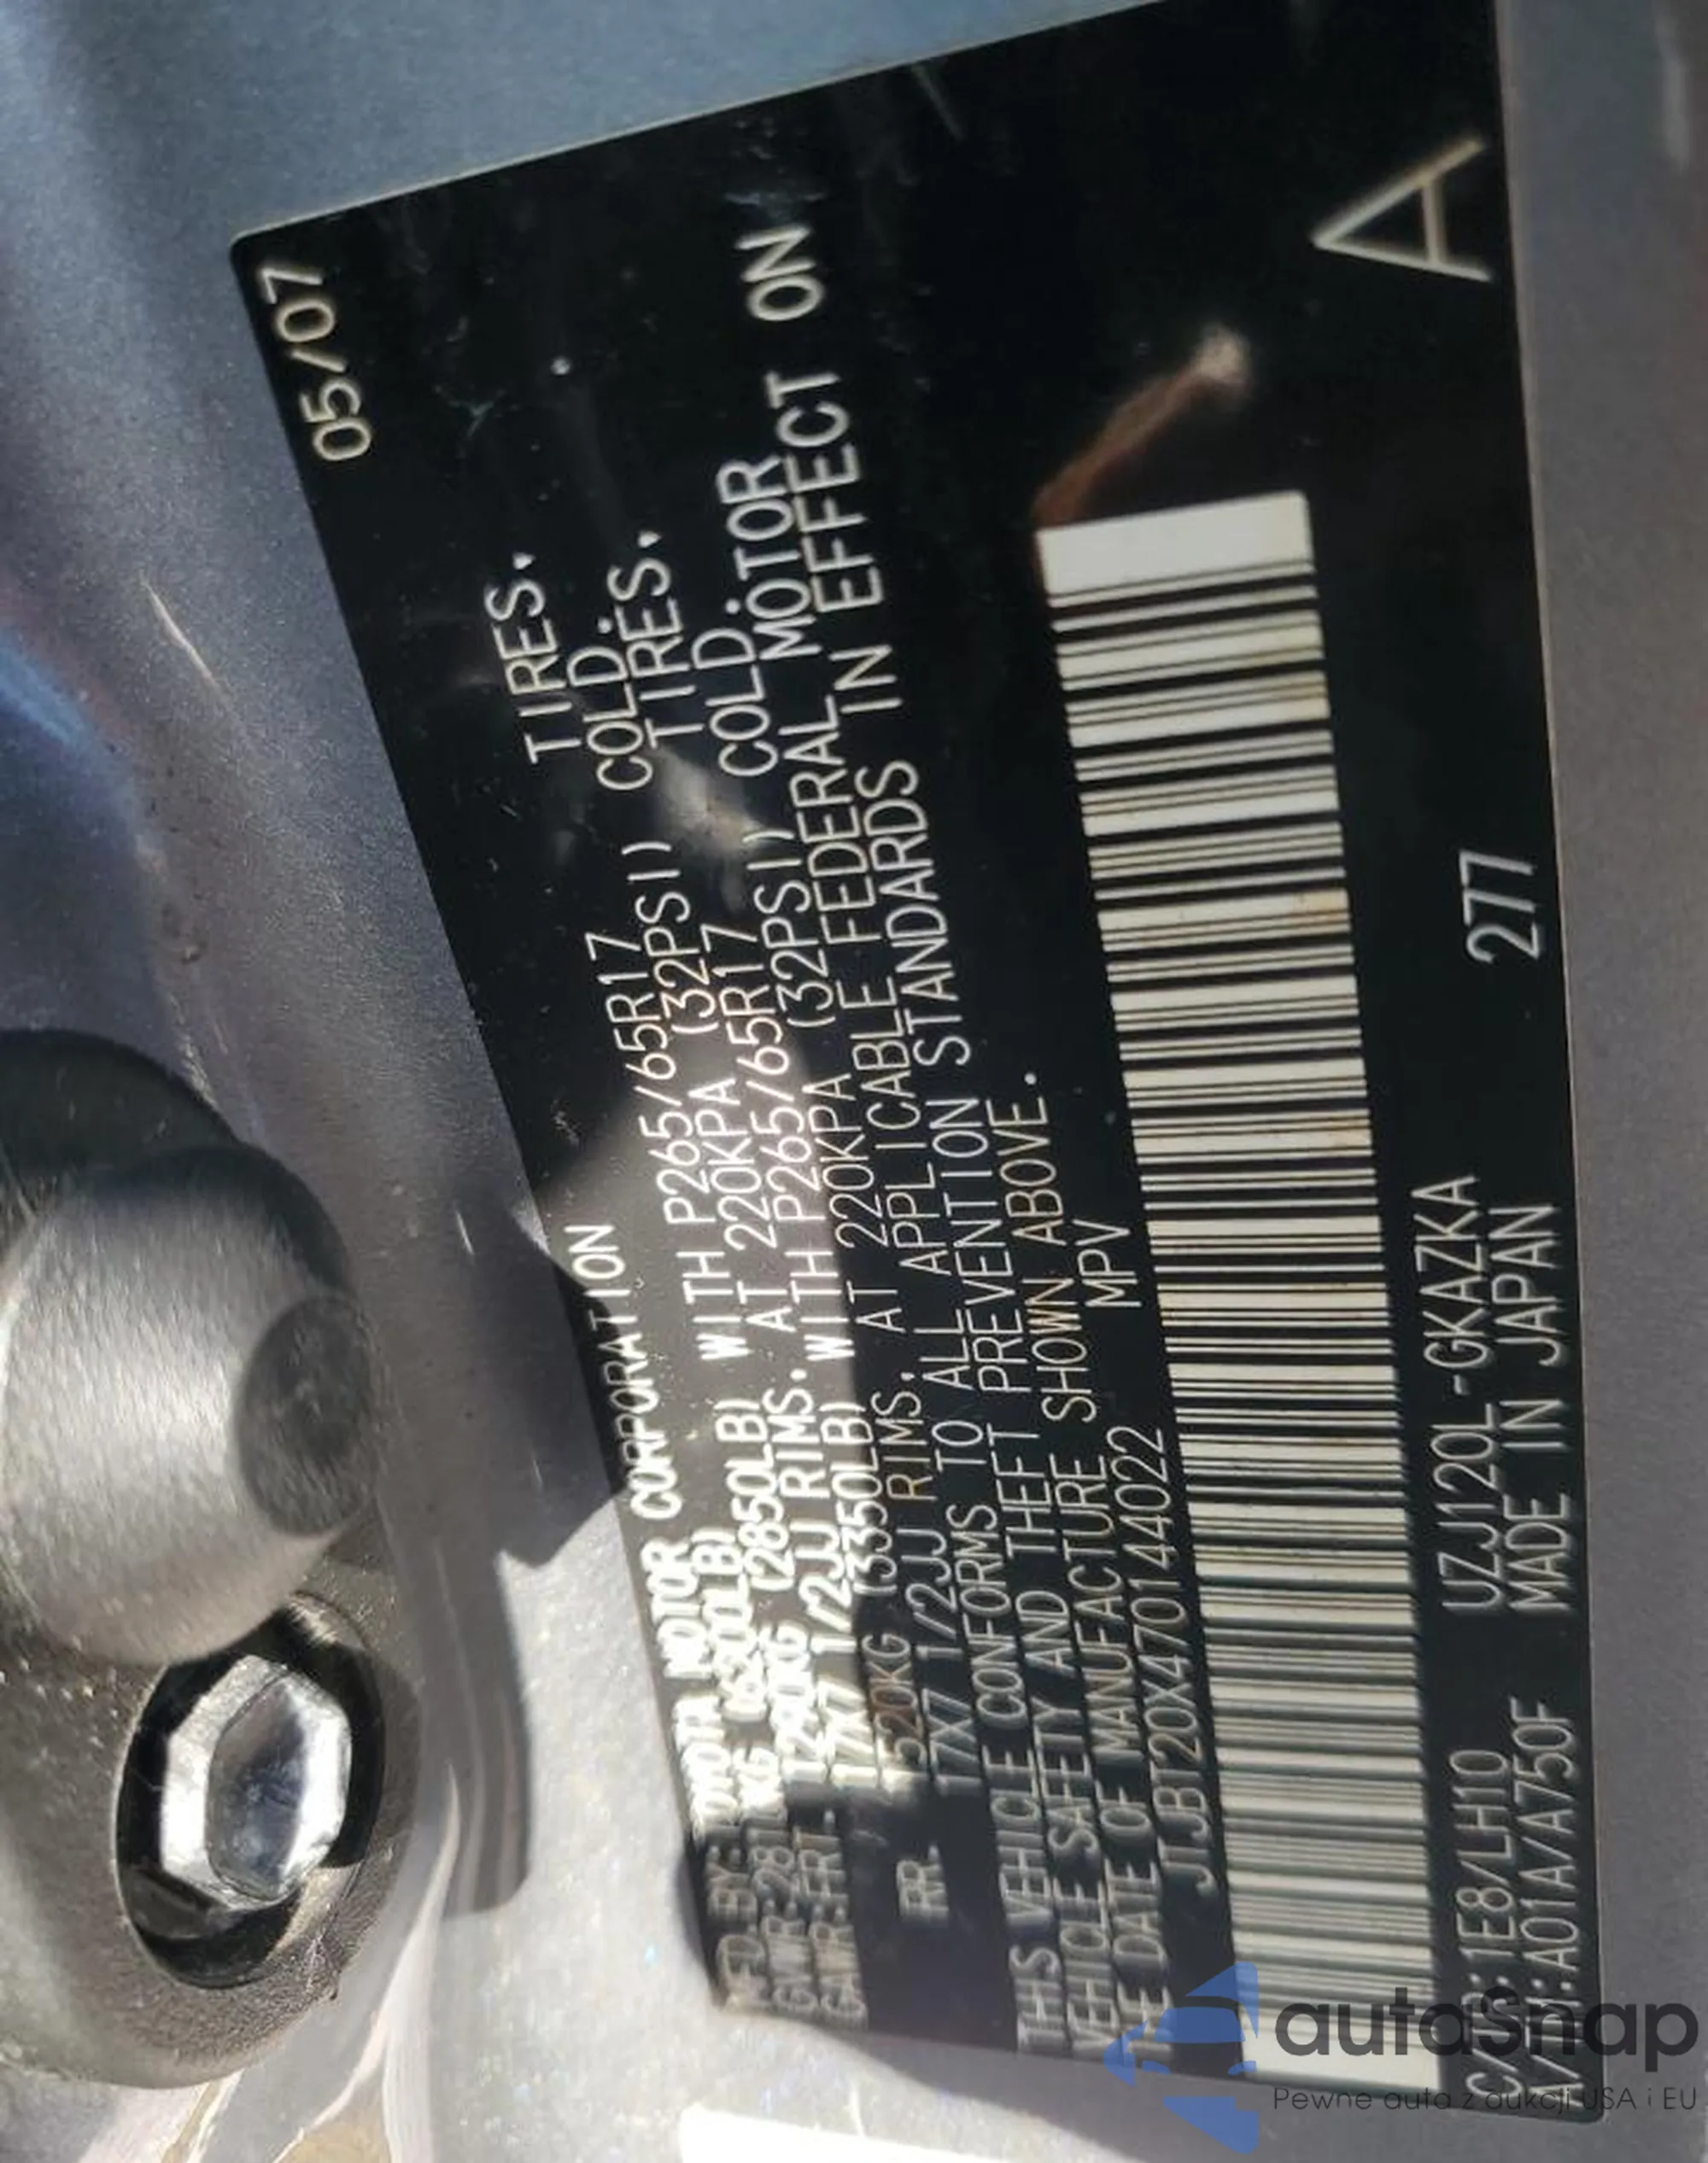 MFD. BY: TOYOTA MOTOR CORPORATION 05/07
GVWR: 281 KG (6200LB)
GAWR: FRT. 1290KG (2850LB) WITH P265/65R17 TIRES.
17X7 1/2JJ RIMS. AT 220KPA (32PSI) COLD.
RR. 1520KG (3350LB) WITH P265/65R17 TIRES.
17X7 1/2JJ RIMS, AT 220KPA (32PSI) COLD.
THIS VEHICLE CONFORMS TO ALL APPLICABLE FEDERAL MOTOR
VEHICLE SAFETY AND THEFT PREVENTION STANDARDS IN EFFECT ON
THE DATE OF MANUFACTURE SHOWN ABOVE.
JTJBT20X470144022 MPV
C/TR:1E8/LH10 UZJ120L-GKAZKA 277
A/TM:A01A/A750F MADE IN JAPAN
A
autaSnap
Pewne auta z aukcji USA i EU